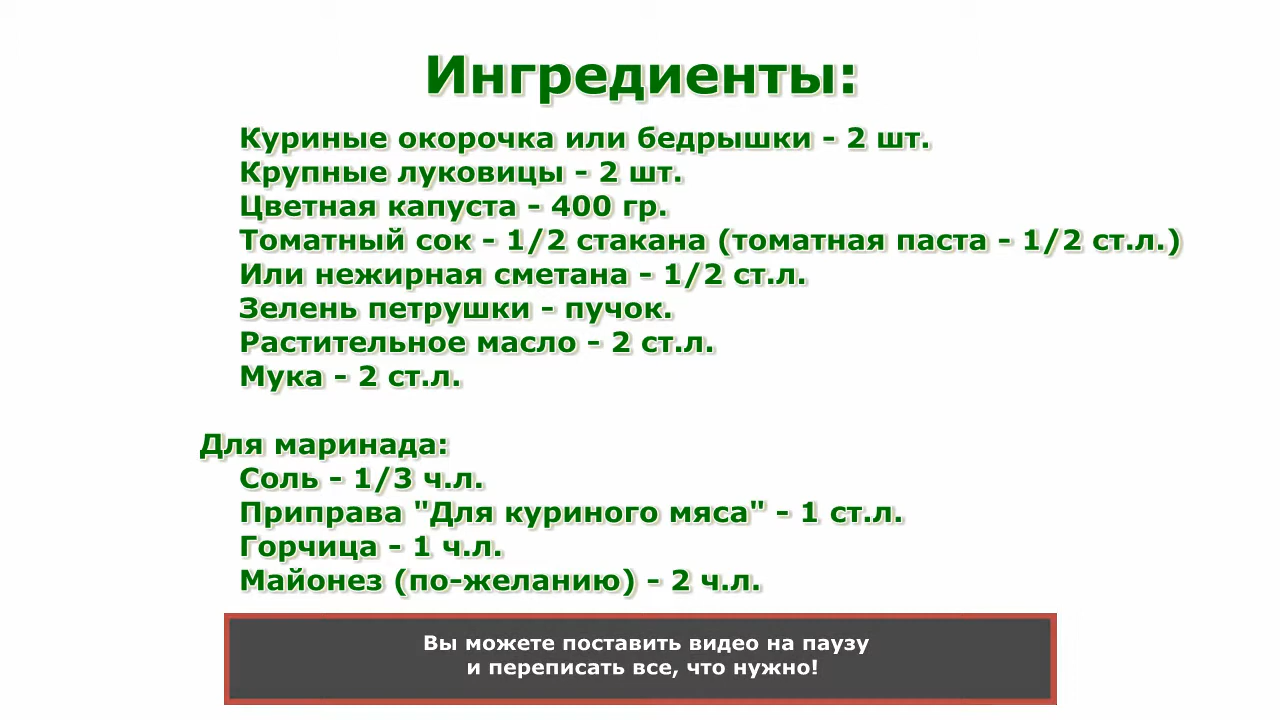 Ингредиенты:
Куриные окорочка или бедрышки - 2 шт.
Крупные луковицы - 2 шт.
Цветная капуста - 400 гр.
Томатный сок - 1/2 стакана (томатная паста - 1/2 ст.л.)
Или нежирная сметана - 1/2 ст.л.
Зелень петрушки - пучок.
Растительное масло - 2 ст.л.
Мука - 2 ст.л.
Для маринада:
Соль - 1/3 ч.л.
Приправа "Для куриного мяса" - 1 ст.л.
Горчица - 1 ч.л.
Майонез (по-желанию) - 2 ч.л.
Вы можете поставить видео на паузу
и переписать все, что нужно!